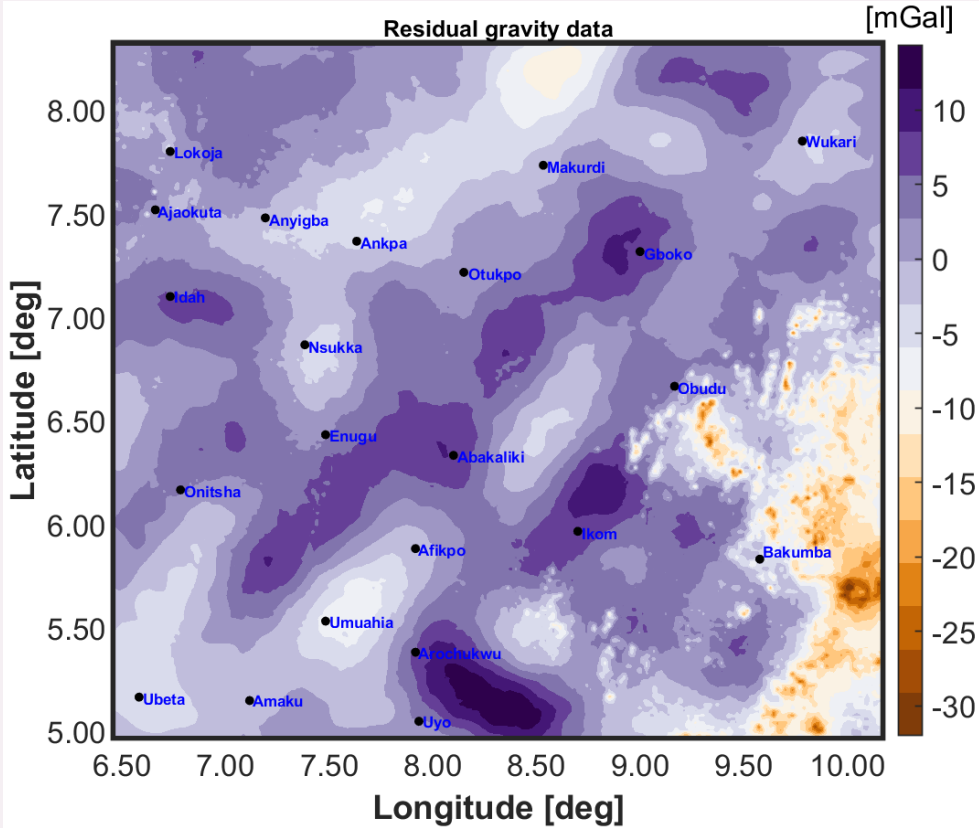 [mGal]
Residual gravity data
8.00
7.50
7.00
6.50
6.00
5.50
5.00
Latitude [deg]
Lokoja
Wukari
Makurdi
Ajaokuta
Anyigba
Ankpa
Gboko
Otukpo
Idah
Nsukka
Obudu
Enugu
Abakaliki
Onitsha
Ikom
Afikpo
Bakumba
Umuahia
Arochukwu
Ubeta
Amaku
Uyo
10
5
0
-5
-10
-15
-20
-25
-30
6.50 7.00 7.50 8.00 8.50 9.00 9.50 10.00
Longitude [deg]